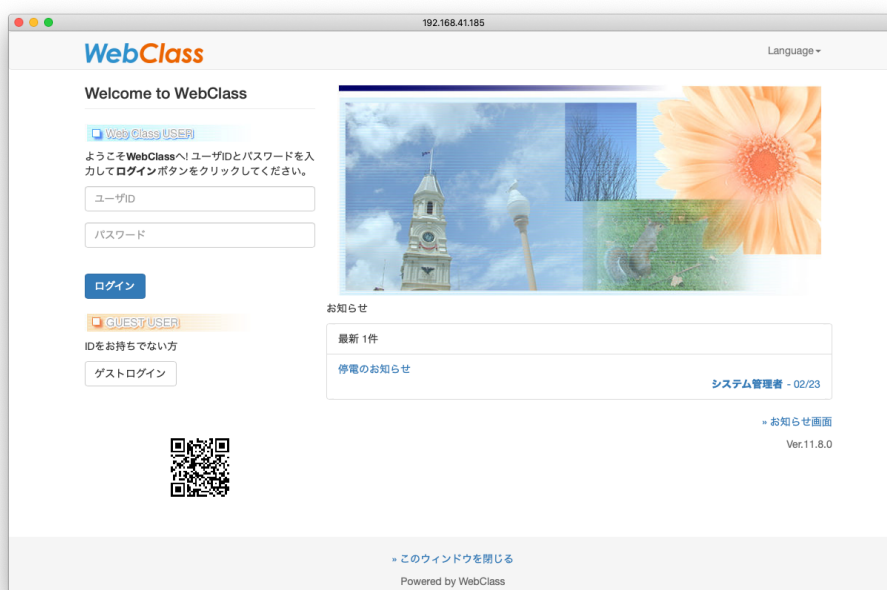 192.168.41.185
WebClass
Language
Welcome to WebClass
Web Class USER
ようこそWebClassへ! ユーザIDとパスワードを入
力してログインボタンをクリックしてください。
ユーザID
パスワード
ログイン
GUEST USER
IDをお持ちでない方
ゲストログイン
お知らせ
最新 1件
停電のお知らせ
システム管理者 - 02/23
» お知らせ画面
Ver.11.8.0
» このウィンドウを閉じる
Powered by WebClass